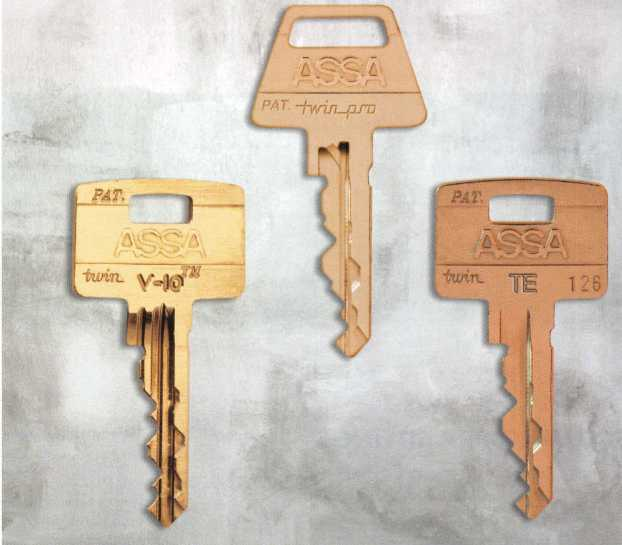 ASSA
PAT. twin pro
PAT.
ASSA
twin V-10™
PAT.
ASSA
twin TE 126